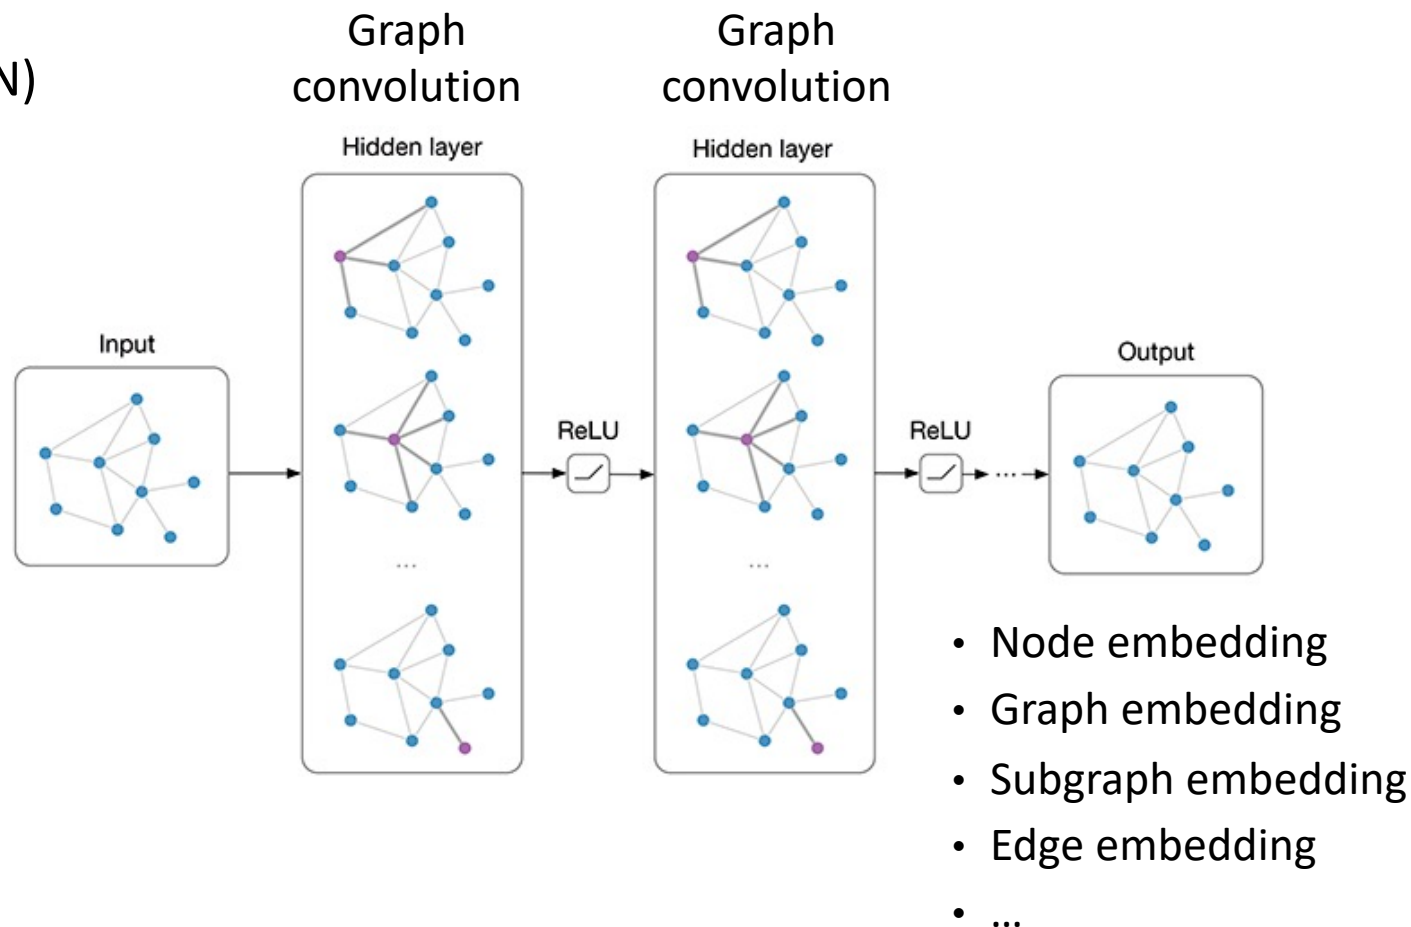 N)
Graph
convolution
Graph
convolution
Hidden layer
Hidden layer
Input
ReLU
ReLU
Output
...
...
...
• Node embedding
• Graph embedding
• Subgraph embedding
• Edge embedding
• ...